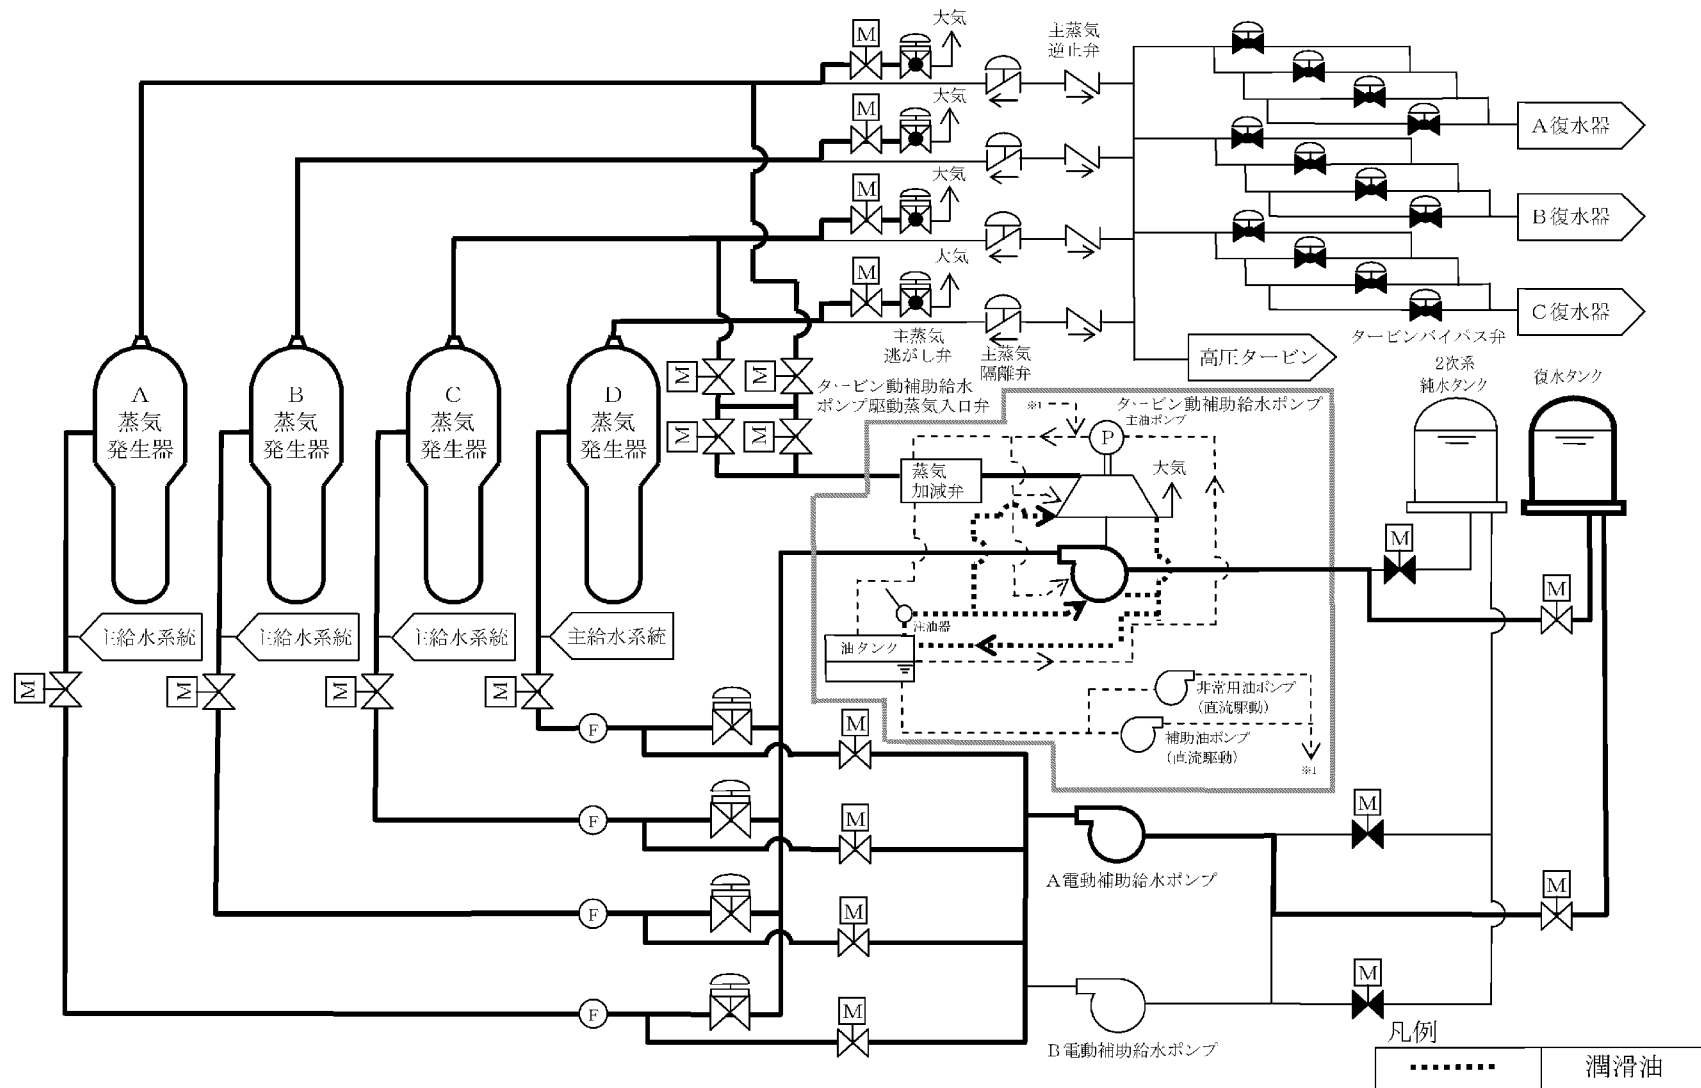 大気
主蒸気
逆止弁
M
大気
M
A復水器
大気
M
B復水器
大気
M
C復水器
主蒸気
逃がし弁
主蒸気
隔離弁
タービンバイパス弁
高圧タービン
2次系
純水タンク
復水タンク
A
蒸気
発生器
B
蒸気
発生器
C
蒸気
発生器
D
蒸気
発生器
M
M
タービン動補助給水
ポンプ駆動蒸気入口弁
M
M
タービン動補助給水ポンプ
※1
主油ポンプ
P
蒸気
加減弁
大気
M
M
注油器
油タンク
主給水系統
主給水系統
主給水系統
主給水系統
M
M
M
M
非常用油ポンプ
(直流駆動)
補助油ポンプ
(直流駆動)
※1
F
M
F
M
M
A電動補助給水ポンプ
F
M
M
F
M
M
B電動補助給水ポンプ
凡例
潤滑油